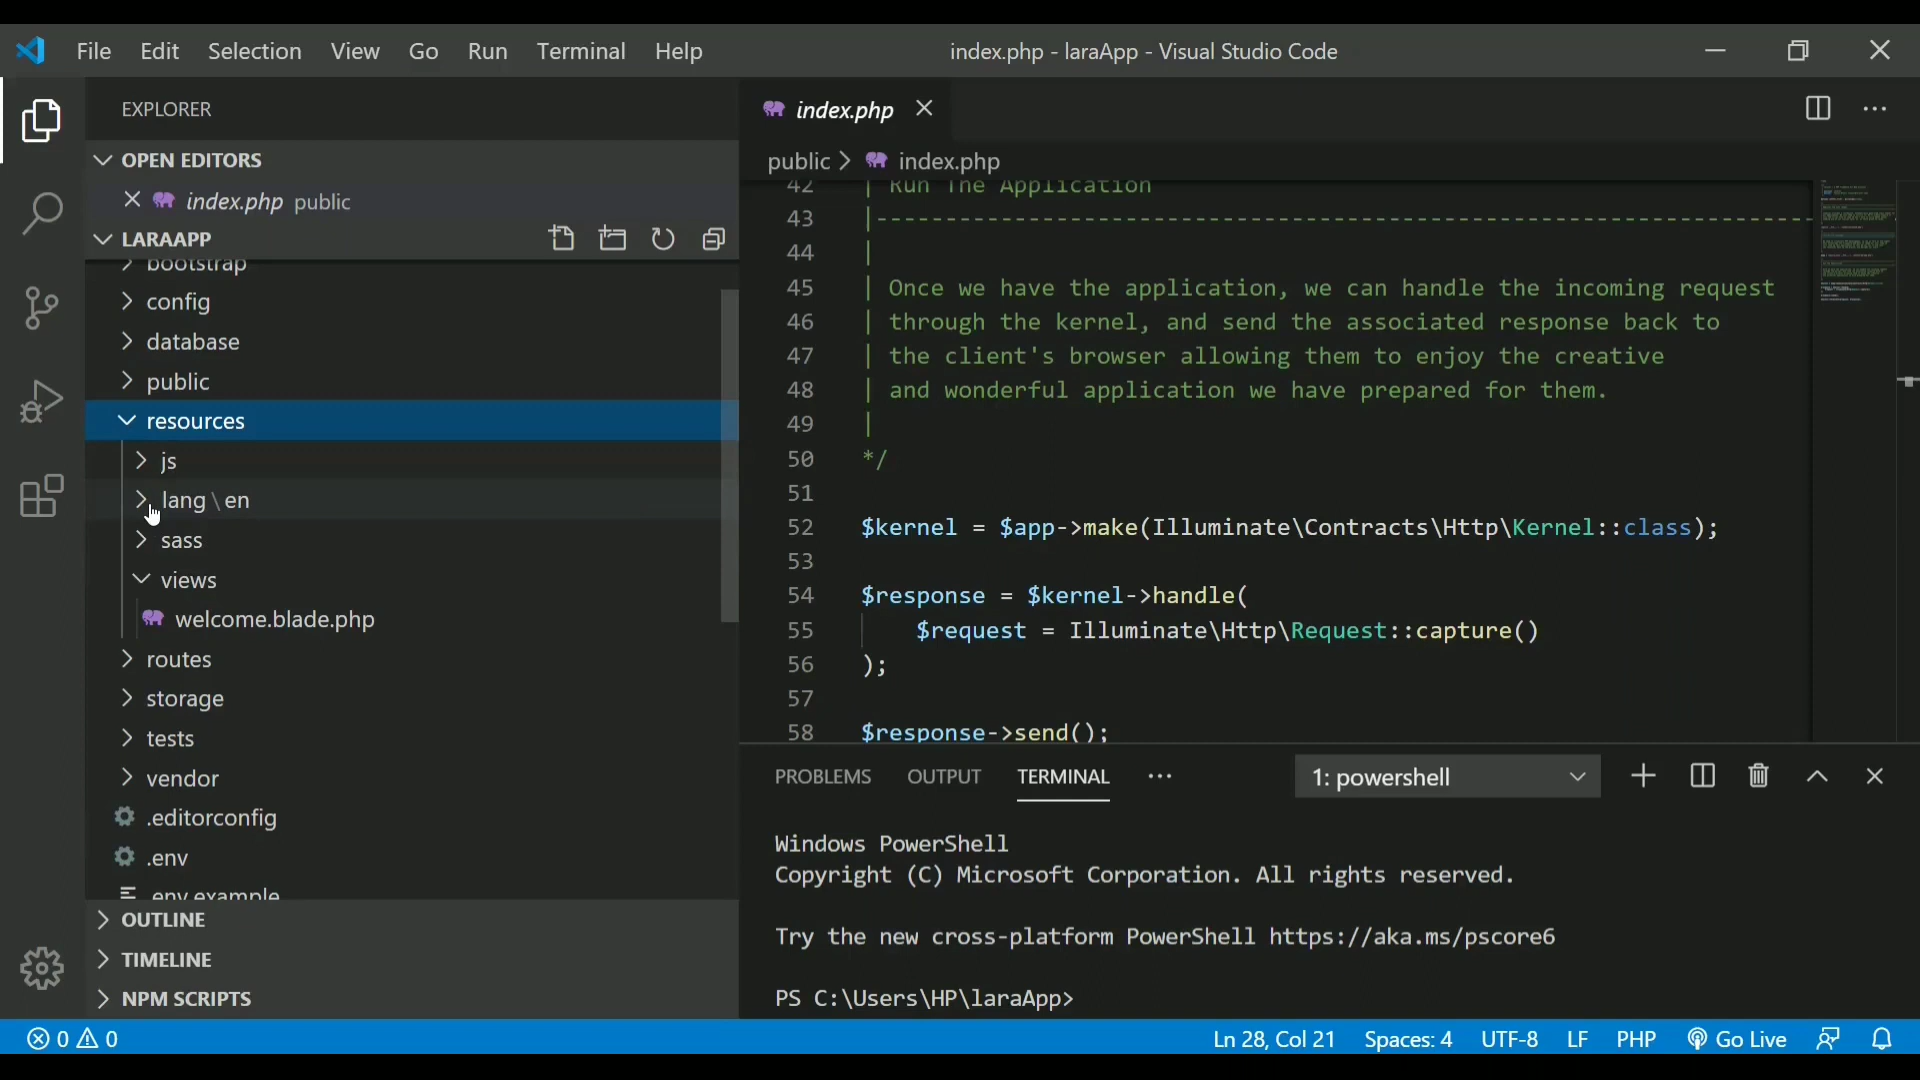 File Edit Selection View Go Run Terminal Help
index.php - laraApp - Visual Studio Code
EXPLORER
OPEN EDITORS
index.php public
LARAAPP
bootstrap
config
database
public
resources
js
lang \ en
sass
views
welcome.blade.php
routes
storage
tests
vendor
.editorconfig
.env
.env.example
OUTLINE
TIMELINE
NPM SCRIPTS
index.php
public > index.php
42 | Run The Application
43 |--------------------------------------------------------------------
44 |
45 | Once we have the application, we can handle the incoming request
46 | through the kernel, and send the associated response back to
47 | the client's browser allowing them to enjoy the creative
48 | and wonderful application we have prepared for them.
49 |
50 */
51
52 $kernel = $app->make(Illuminate\Contracts\Http\Kernel::class);
53
54 $response = $kernel->handle(
55 $request = Illuminate\Http\Request::capture()
56 );
57
58 $response->send();
PROBLEMS OUTPUT TERMINAL ··· 1: powershell
Windows PowerShell
Copyright (C) Microsoft Corporation. All rights reserved.
Try the new cross-platform PowerShell https://aka.ms/pscore6
PS C:\Users\HP\laraApp>
0 0 Ln 28, Col 21 Spaces: 4 UTF-8 LF PHP Go Live